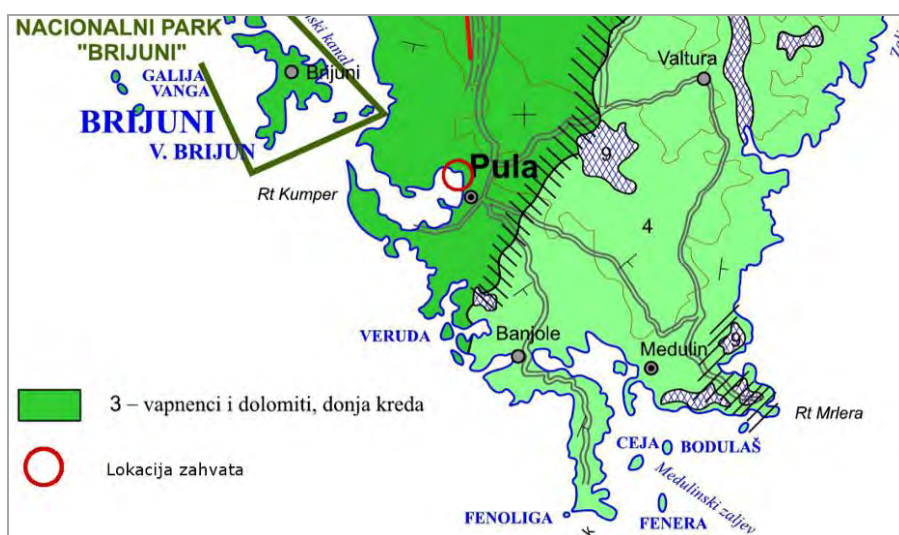 NACIONALNI PARK
"BRIJUNI"
GALIJA
VANGA
BRIJUNI
V. BRIJUN
Brijuni
kanal
Valtura
9
Pula
Rt Kumper
4
VERUDA
Banjole
Medulin
9
Rt Mrlera
3 – vapnenci i dolomiti, donja kreda
CEJA
BODULAŠ
Lokacija zahvata
Medulinski zaljev
FENOLIGA
FENERA